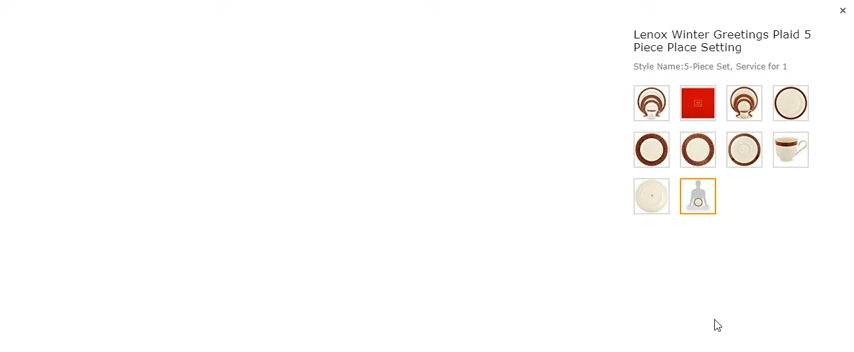 Lenox Winter Greetings Plaid 5
Piece Place Setting
Style Name:5-Piece Set, Service for 1